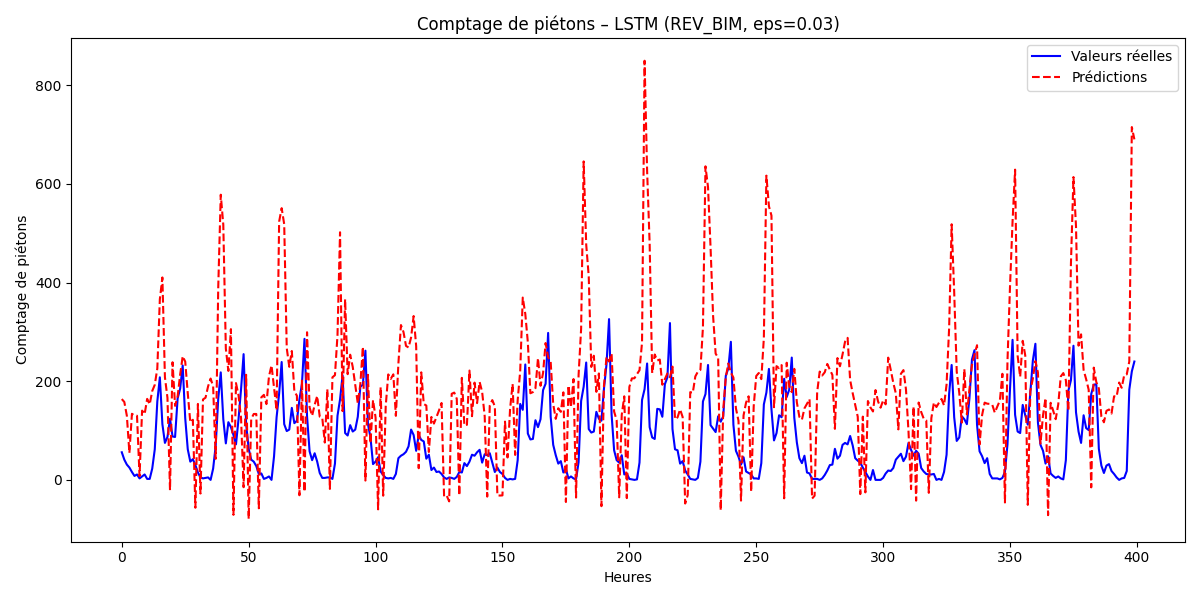 Comptage de piétons – LSTM (REV_BIM, eps=0.03)
Valeurs réelles
Prédictions
Comptage de piétons
800
600
400
200
0
0 50 100 150 200 250 300 350 400
Heures